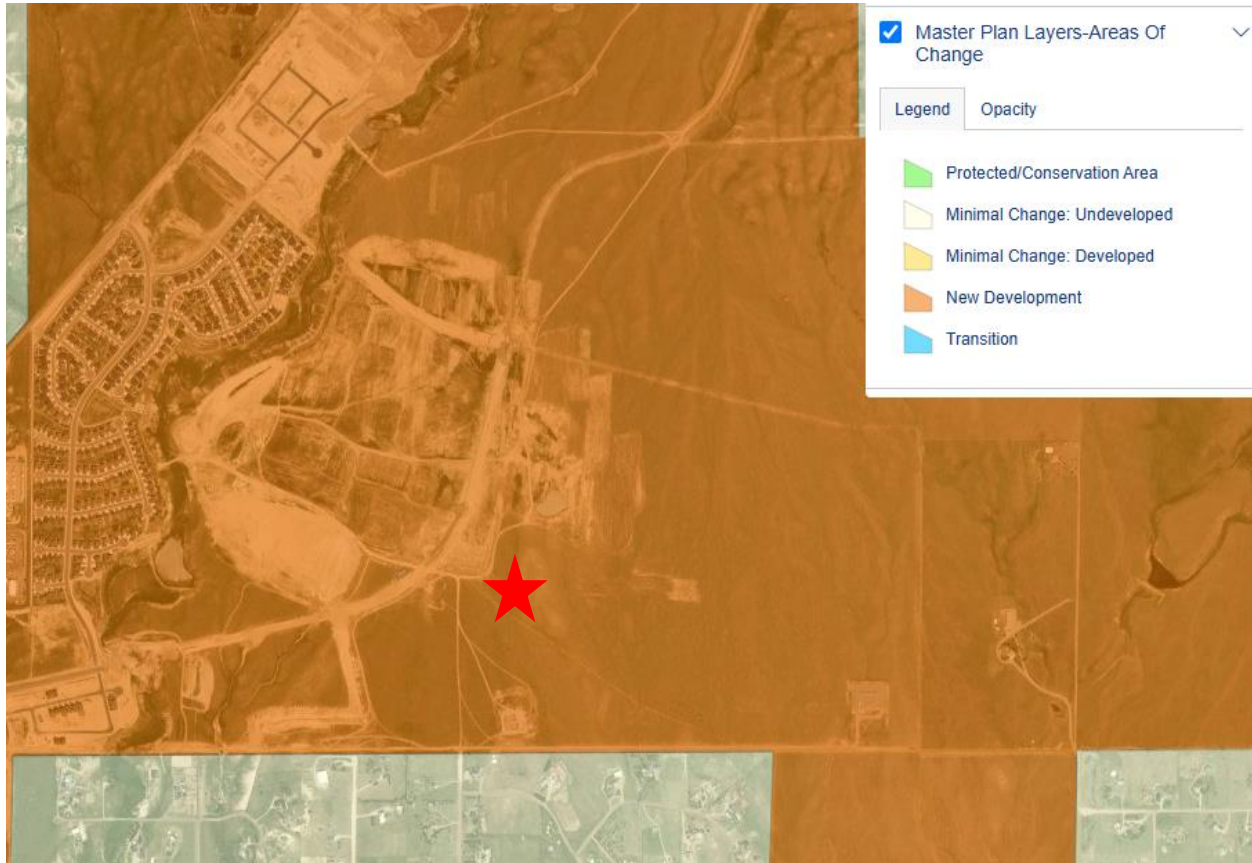 Master Plan Layers-Areas Of
Change
Legend
Opacity
Protected/Conservation Area
Minimal Change: Undeveloped
Minimal Change: Developed
New Development
Transition